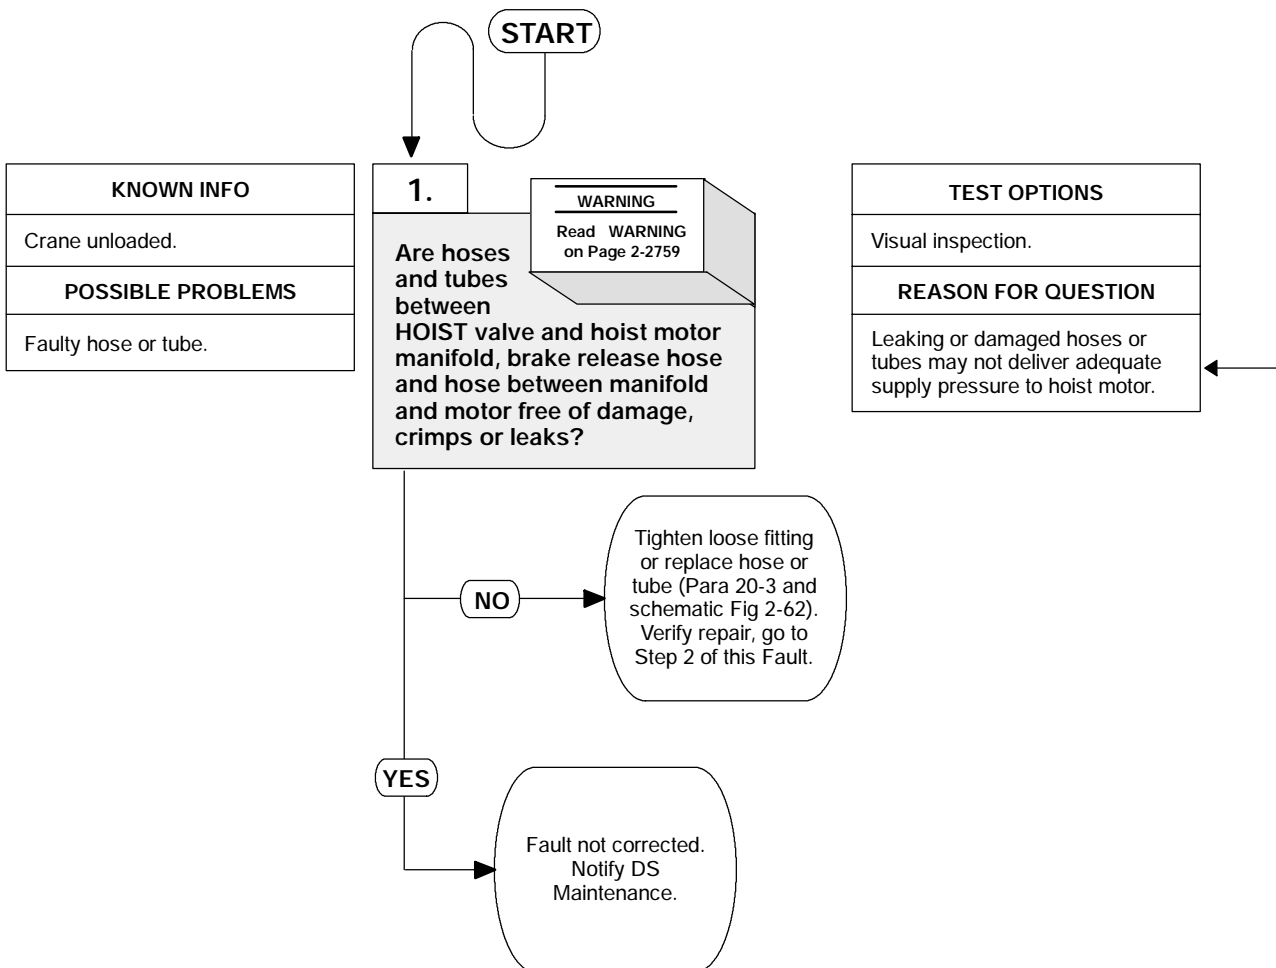 START
KNOWN INFO
Crane unloaded.
POSSIBLE PROBLEMS
Faulty hose or tube.
1.
WARNING
Read WARNING
on Page 2-2759
Are hoses
and tubes
between
HOIST valve and hoist motor
manifold, brake release hose
and hose between manifold
and motor free of damage,
crimps or leaks?
TEST OPTIONS
Visual inspection.
REASON FOR QUESTION
Leaking or damaged hoses or
tubes may not deliver adequate
supply pressure to hoist motor.
NO
Tighten loose fitting
or replace hose or
tube (Para 20-3 and
schematic Fig 2-62).
Verify repair, go to
Step 2 of this Fault.
YES
Fault not corrected.
Notify DS
Maintenance.